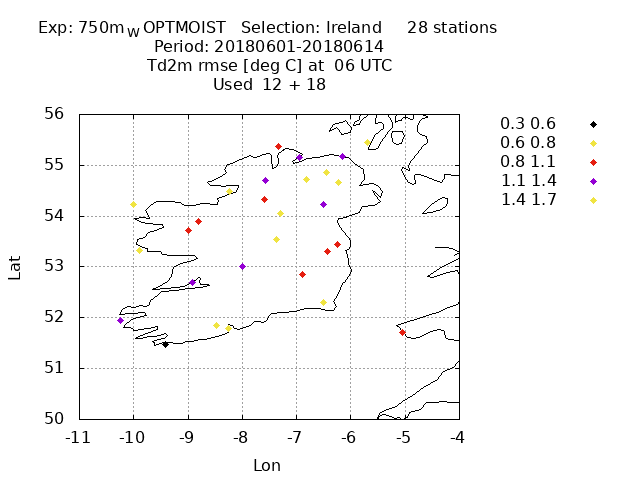 Exp: 750mW OPTMOIST Selection: Ireland 28 stations
Period: 20180601-20180614
Td2m rmse [deg C] at 06 UTC
Used 12 + 18
0.3 0.6
0.6 0.8
0.8 1.1
1.1 1.4
1.4 1.7
56
55
54
53
52
51
50
Lat
-11 -10 -9 -8 -7 -6 -5 -4
Lon